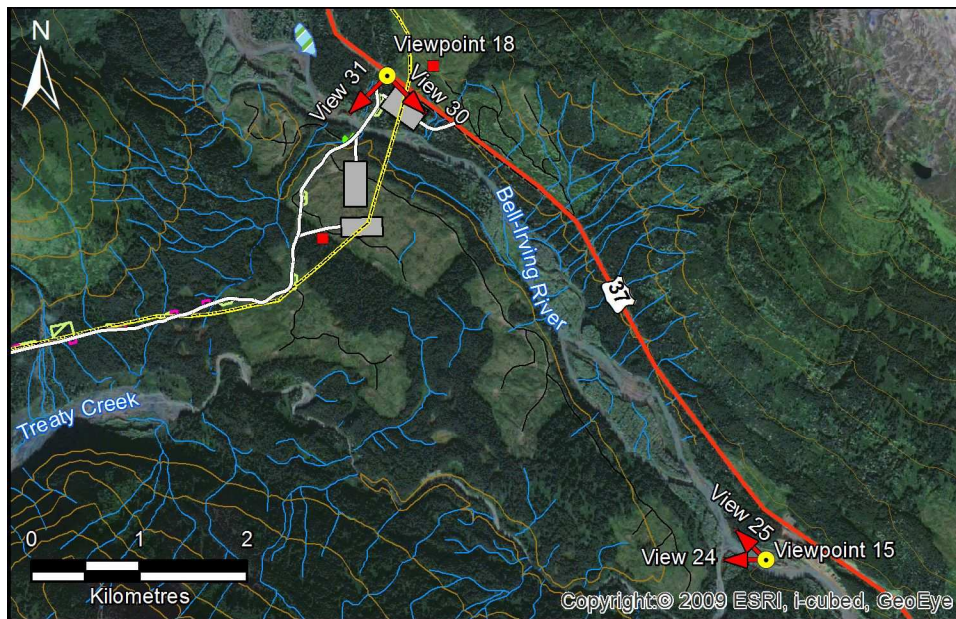 N
Viewpoint 18
View 31
View 30
Bell-Irving River
37
Treaty Creek
View 25
View 24
Viewpoint 15
0 1 2
Kilometres
Copyright:© 2009 ESRI, i-cubed, GeoEye